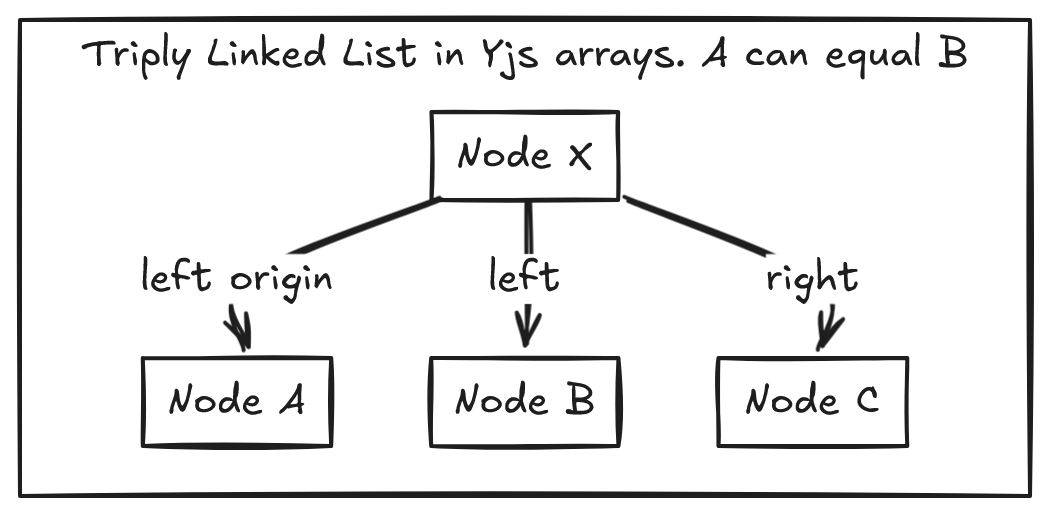 Triply Linked List in Yjs arrays. A can equal B
Node X
left origin
left
right
Node A
Node B
Node C